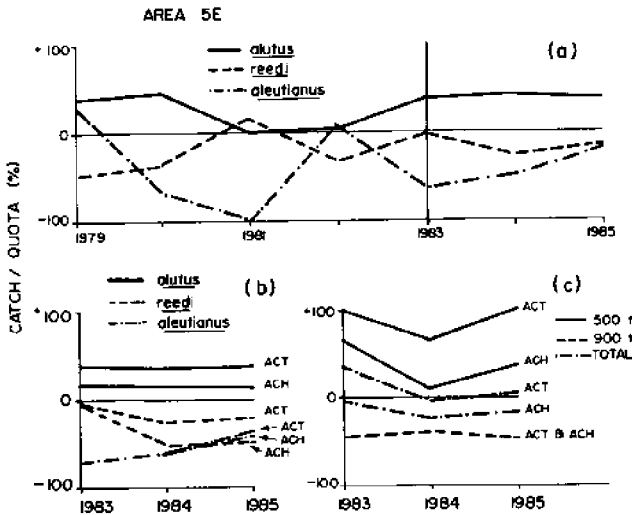 AREA 5E
+100
alutus
reedi
aleutianus
(a)
0
-100
1979
1981
1983
1985
CATCH / QUOTA (%)
alutus
reedi
aleutianus
(b)
+100
0
-100
ACT
ACH
ACT
ACT
ACH
ACH
1983
1984
1985
(c)
+100
0
-100
ACT
ACH
ACT
ACH
ACT & ACH
500 t
900 t
TOTAL
1983
1984
1985